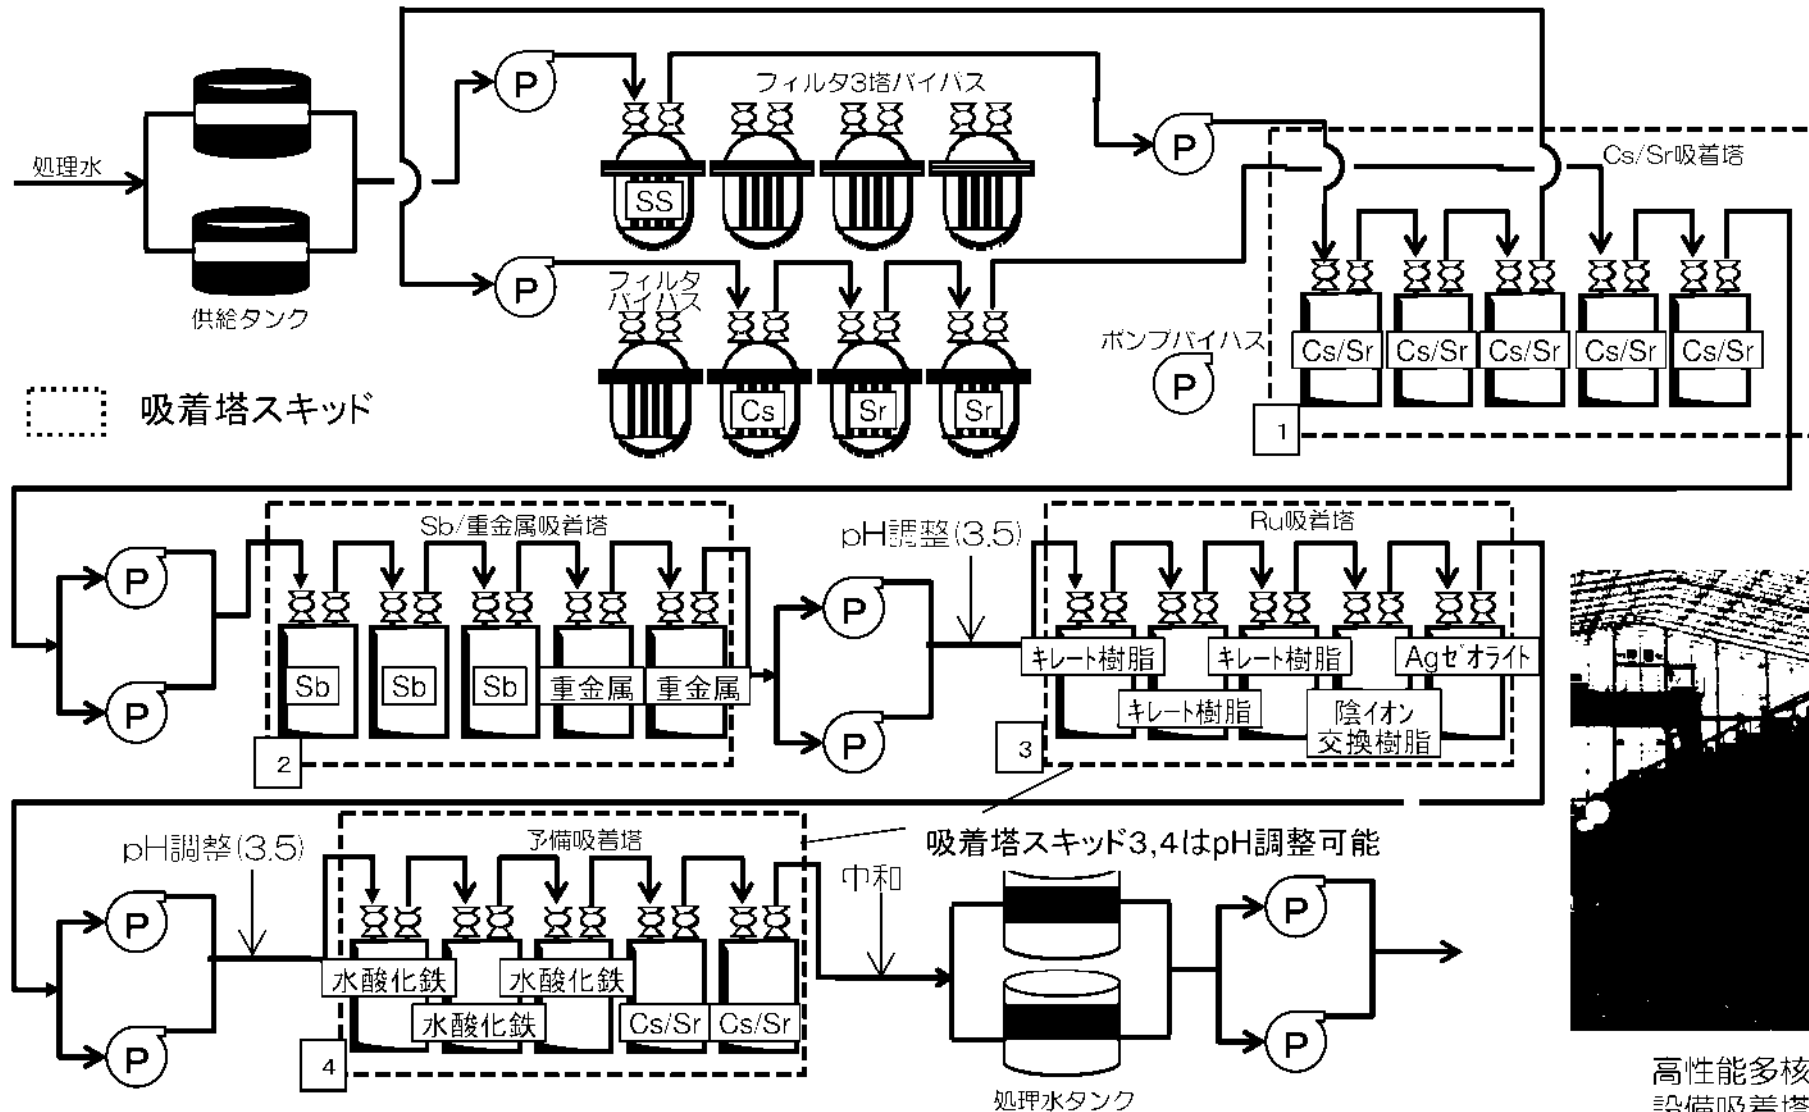 処理水
供給タンク
吸着塔スキッド
P
フィルタ3塔バイパス
SS
P
フィルタ
バイパス
Cs
Sr
Sr
P
ポンプバイパス
P
Cs/Sr吸着塔
Cs/Sr
Cs/Sr
Cs/Sr
Cs/Sr
Cs/Sr
1
P
P
Sb/重金属吸着塔
Sb
Sb
Sb
重金属
重金属
2
P
P
pH調整(3.5)
Ru吸着塔
キレート樹脂
キレート樹脂
キレート樹脂
陰イオン
交換樹脂
Agゼオライト
3
吸着塔スキッド3,4はpH調整可能
P
P
pH調整(3.5)
予備吸着塔
水酸化鉄
水酸化鉄
水酸化鉄
Cs/Sr
Cs/Sr
4
中和
処理水タンク
P
P
高性能多核
設備吸着塔